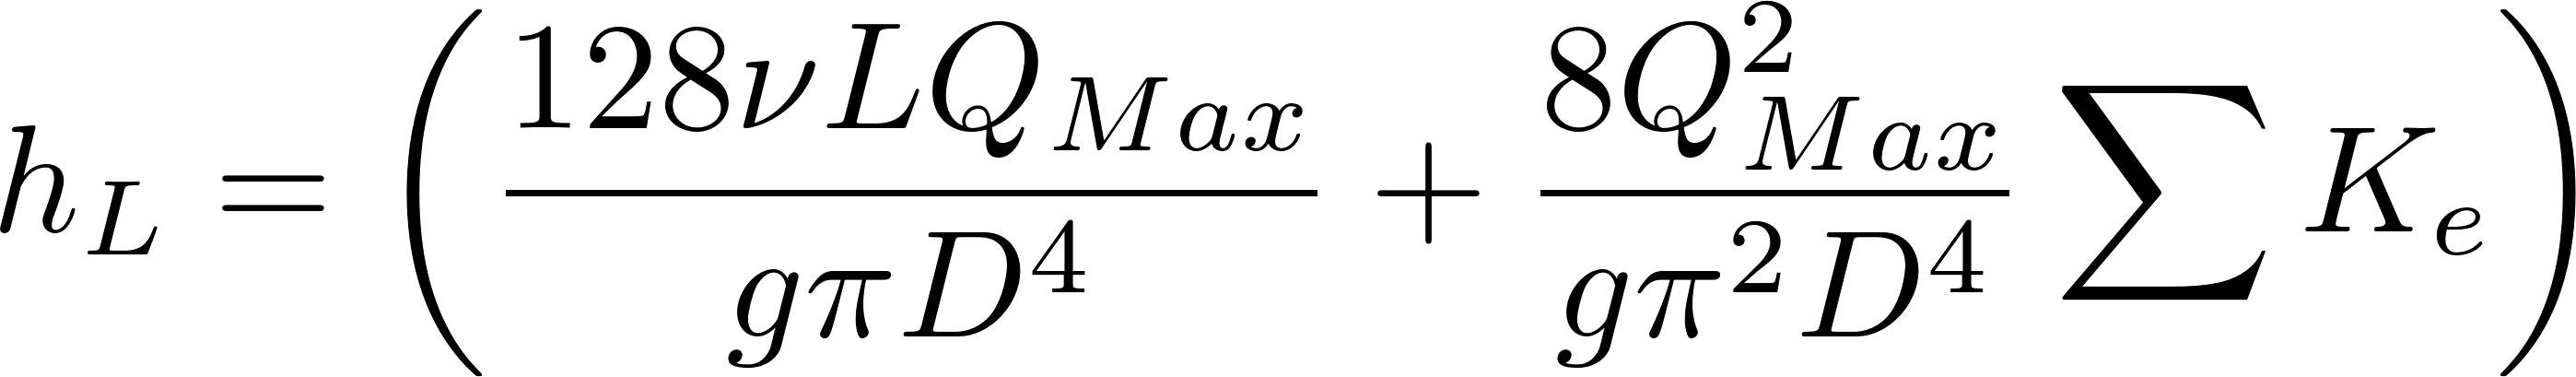 h_L = \left( \frac{128 \nu L Q_{Max}}{g \pi D^4} + \frac{8 Q_{Max}^2}{g \pi^2 D^4} \sum K_e \right)